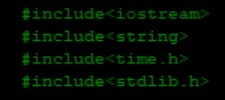 #include<iostream>
#include<string>
#include<time.h>
#include<stdlib.h>